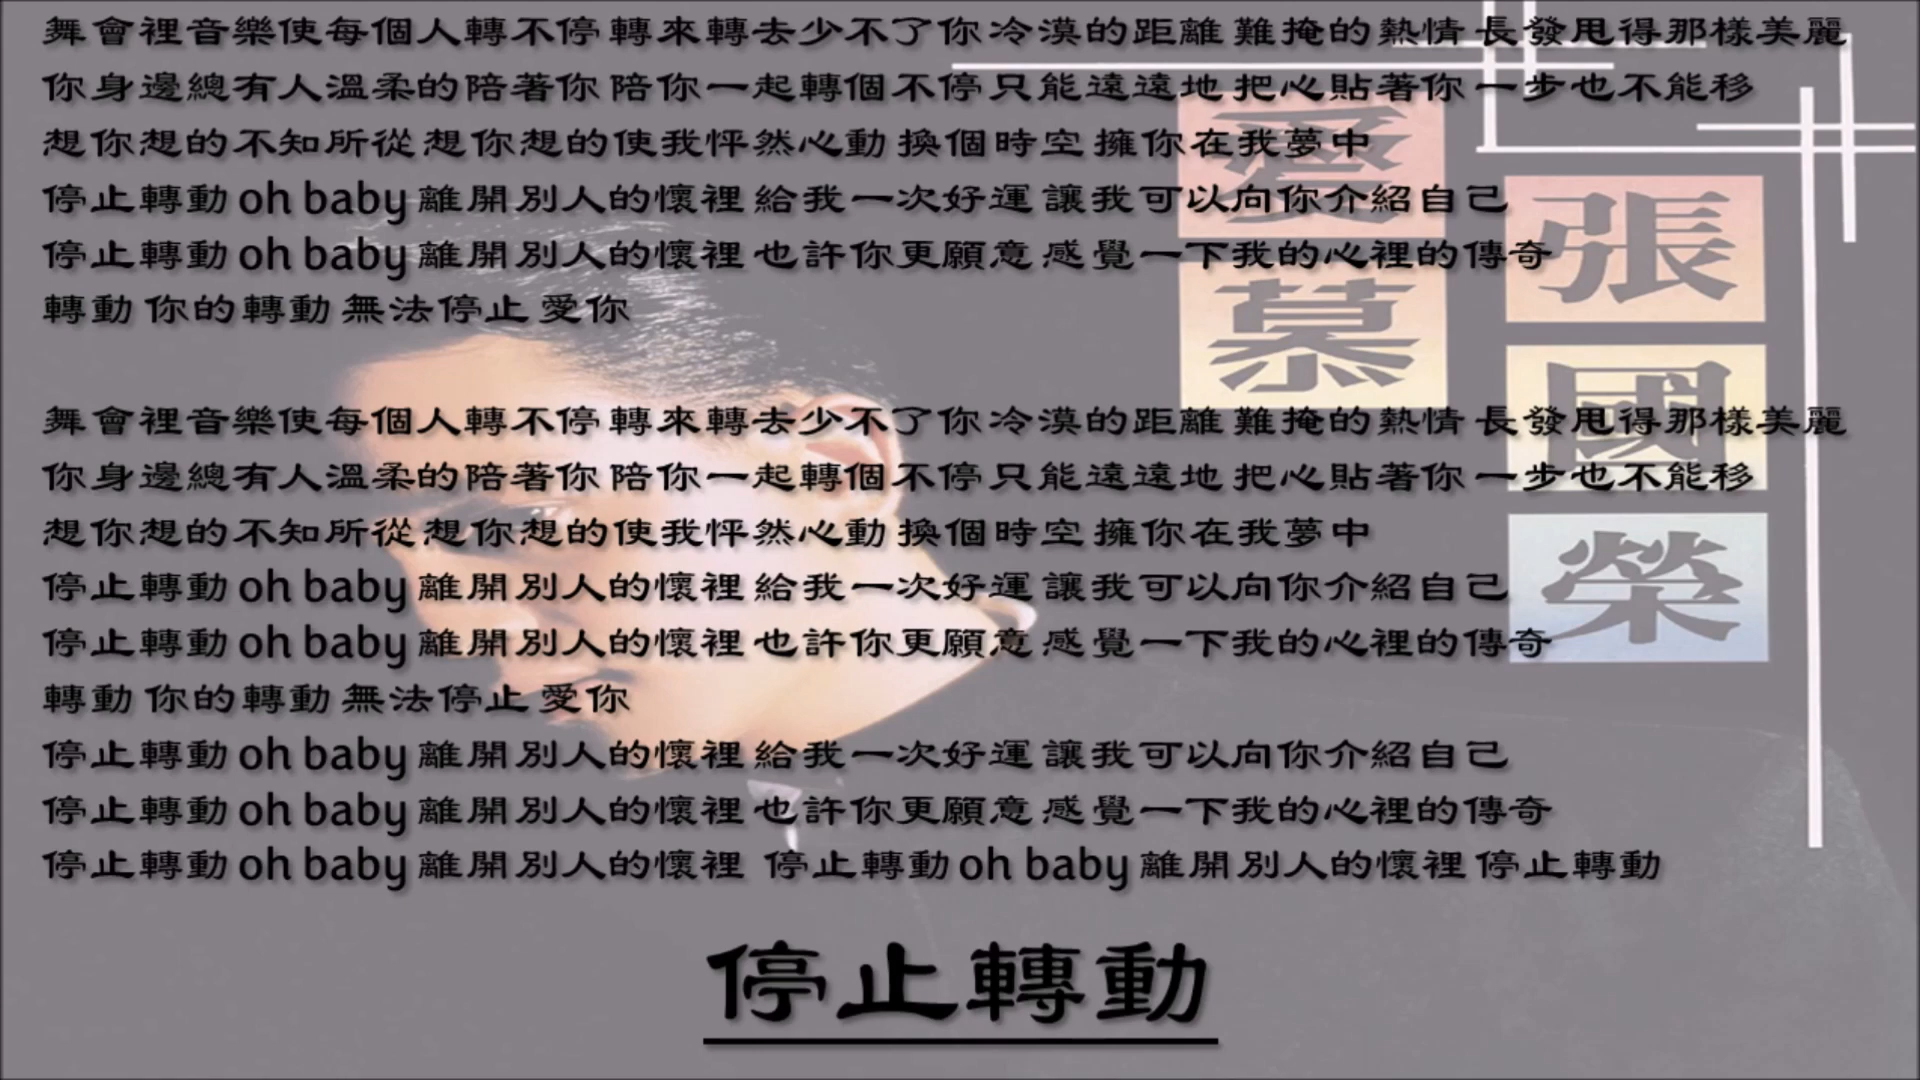 舞會裡音樂使每個人轉不停 轉來轉去少不了你 冷漠的距離 難掩的熱情 長發甩得那樣美麗
你身邊總有人溫柔的陪著你 陪你一起轉個不停 只能遠遠地 把心貼著你 一步也不能移
想你想的不知所從 想你想的使我怦然心動 換個時空 擁你在我夢中
停止轉動 oh baby 離開別人的懷裡 給我一次好運 讓我可以向你介紹自己
停止轉動 oh baby 離開別人的懷裡 也許你更願意 感覺一下我的心裡的傳奇
轉動 你的轉動 無法停止 愛你
舞會裡音樂使每個人轉不停 轉來轉去少不了你 冷漠的距離 難掩的熱情 長發甩得那樣美麗
你身邊總有人溫柔的陪著你 陪你一起轉個不停 只能遠遠地 把心貼著你 一步也不能移
想你想的不知所從 想你想的使我怦然心動 換個時空 擁你在我夢中
停止轉動 oh baby 離開別人的懷裡 給我一次好運 讓我可以向你介紹自己
停止轉動 oh baby 離開別人的懷裡 也許你更願意 感覺一下我的心裡的傳奇
轉動 你的轉動 無法停止 愛你
停止轉動 oh baby 離開別人的懷裡 給我一次好運 讓我可以向你介紹自己
停止轉動 oh baby 離開別人的懷裡 也許你更願意 感覺一下我的心裡的傳奇
停止轉動 oh baby 離開別人的懷裡 停止轉動 oh baby 離開別人的懷裡 停止轉動
停止轉動
張國榮
愛慕